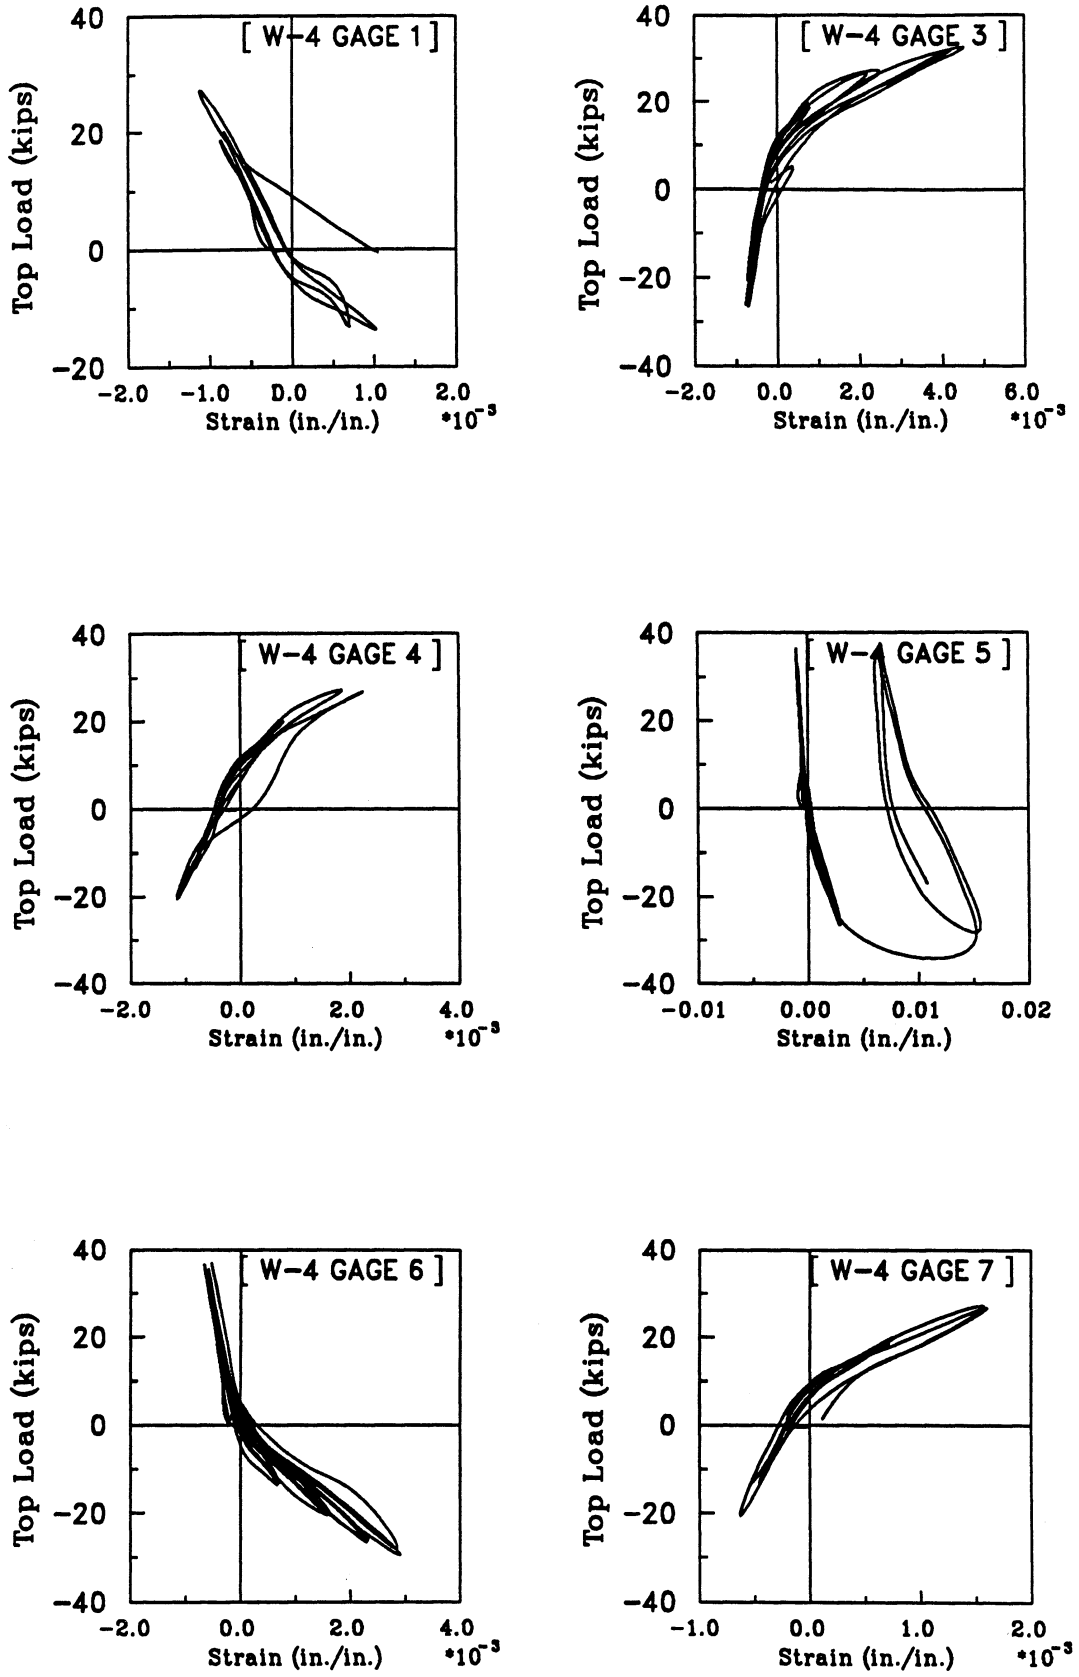 [ W-4 GAGE 1 ]
40
20
0
-20
Top Load (kips)
-2.0 -1.0 0.0 1.0 2.0
Strain (in./in.) *10-3
[ W-4 GAGE 3 ]
40
20
0
-20
-40
Top Load (kips)
-2.0 0.0 2.0 4.0 6.0
Strain (in./in.) *10-3
[ W-4 GAGE 4 ]
40
20
0
-20
-40
Top Load (kips)
-2.0 0.0 2.0 4.0
Strain (in./in.) *10-3
[ W-4 GAGE 5 ]
40
20
0
-20
-40
Top Load (kips)
-0.01 0.00 0.01 0.02
Strain (in./in.)
[ W-4 GAGE 6 ]
40
20
0
-20
-40
Top Load (kips)
-2.0 0.0 2.0 4.0
Strain (in./in.) *10-3
[ W-4 GAGE 7 ]
40
20
0
-20
-40
Top Load (kips)
-1.0 0.0 1.0 2.0
Strain (in./in.) *10-3